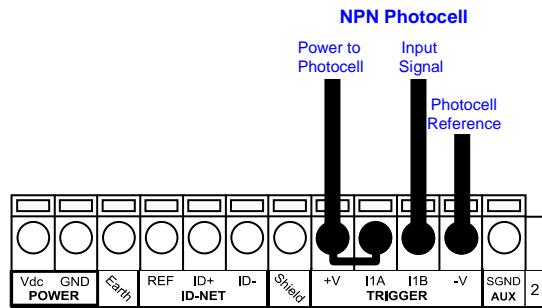 NPN Photocell
Power to
Photocell
Input
Signal
Photocell
Reference
Vdc GND Earth REF ID+ ID- Shield +V I1A I1B -V SGND 2
POWER ID-NET TRIGGER AUX